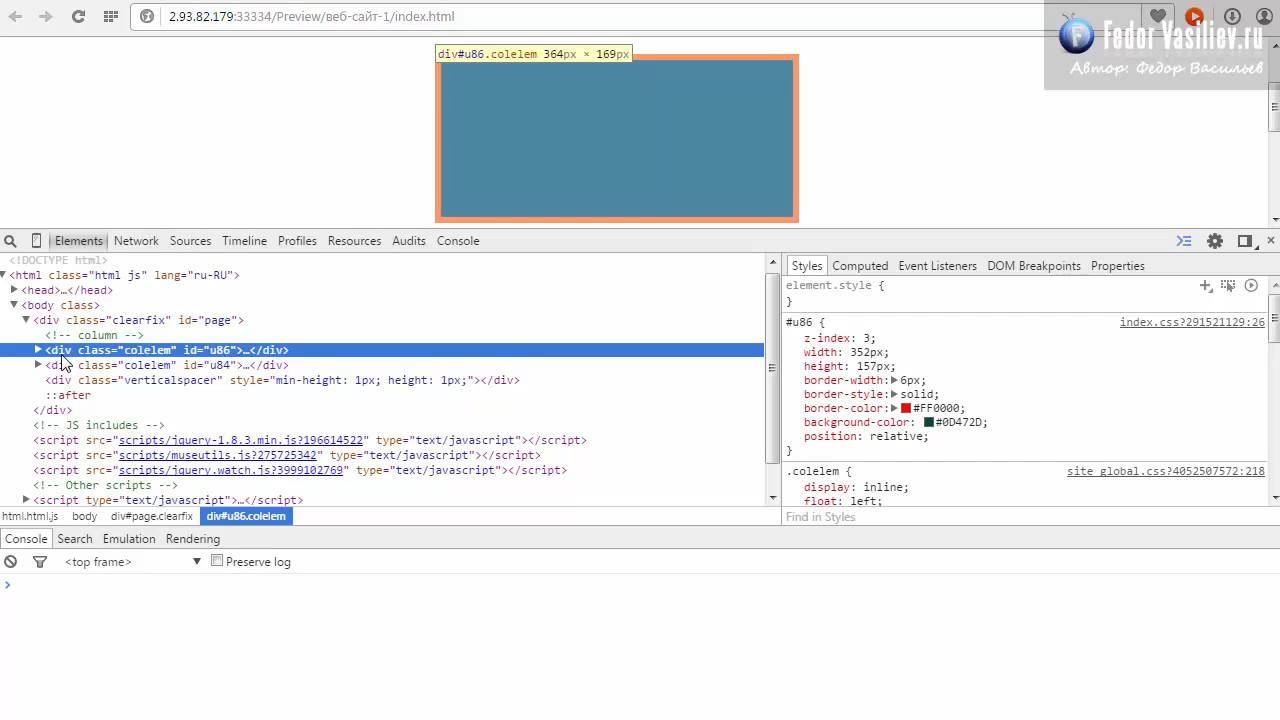 2.93.82.179:33334/Preview/веб-сайт-1/index.html
Fedor Vasiliev.ru
Автор: Федор Васильев
div#u86.colelem 364px × 169px
Elements Network Sources Timeline Profiles Resources Audits Console
<!DOCTYPE html>
<html class="html js" lang="ru-RU">
<head>…</head>
<body class>
<div class="clearfix" id="page">
<!-- column -->
<div class="colelem" id="u86">…</div>
<div class="colelem" id="u84">…</div>
<div class="verticalspacer" style="min-height: 1px; height: 1px;"></div>
::after
</div>
<!-- JS includes -->
<script src="scripts/jquery-1.8.3.min.js?196614522" type="text/javascript"></script>
<script src="scripts/museutils.js?275725342" type="text/javascript"></script>
<script src="scripts/jquery.watch.js?3999102769" type="text/javascript"></script>
<!-- Other scripts -->
<script type="text/javascript">…</script>
html.html.js body div#page.clearfix div#u86.colelem
Styles Computed Event Listeners DOM Breakpoints Properties
element.style {
}
#u86 { index.css?291521129:26
z-index: 3;
width: 352px;
height: 157px;
border-width: 6px;
border-style: solid;
border-color: #FF0000;
background-color: #0D472D;
position: relative;
}
.colelem { site_global.css?4052507572:218
display: inline;
float: left;
Find in Styles
Console Search Emulation Rendering
<top frame> Preserve log